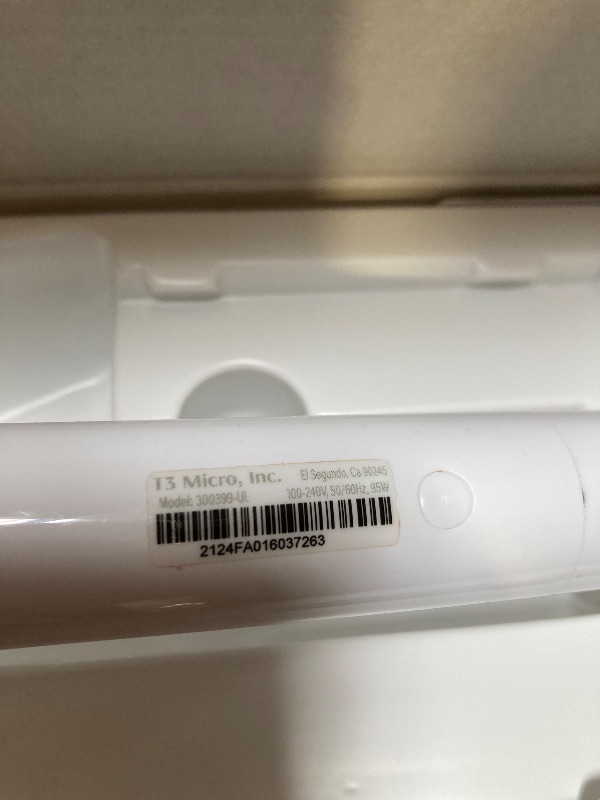 T3 Micro, Inc. El Segundo, Ca 90245
Model: 300399-UL 100-240V, 50/60Hz, 95W
2124FA016037263